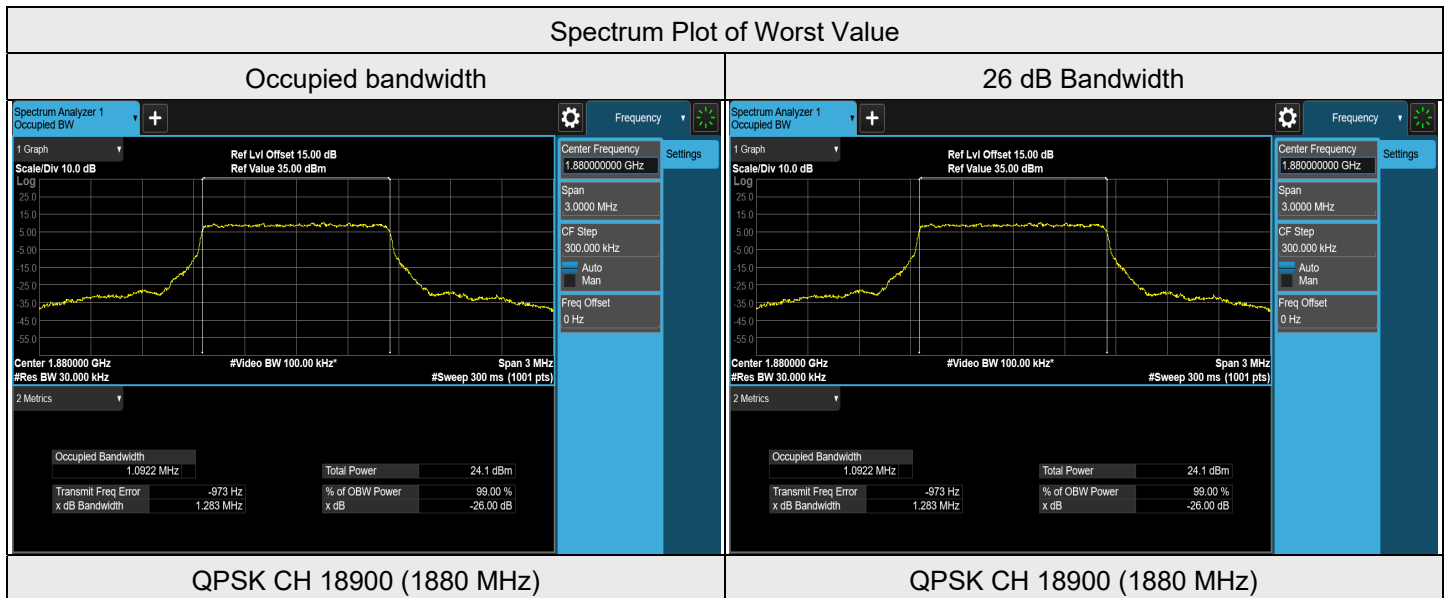 Spectrum Plot of Worst Value
Occupied bandwidth
26 dB Bandwidth
Spectrum Analyzer 1
Occupied BW
+
Frequency
1 Graph
Scale/Div 10.0 dB
Ref Lvl Offset 15.00 dB
Ref Value 35.00 dBm
Log
25.0
15.0
5.00
-5.00
-15.0
-25.0
-35.0
-45.0
-55.0
Center 1.880000 GHz
#Video BW 100.00 kHz*
Span 3 MHz
#Res BW 30.000 kHz
#Sweep 300 ms (1001 pts)
Center Frequency
1.880000000 GHz
Settings
Span
3.0000 MHz
CF Step
300.000 kHz
Auto
Man
Freq Offset
0 Hz
2 Metrics
Occupied Bandwidth
1.0922 MHz
Total Power 24.1 dBm
Transmit Freq Error -973 Hz
% of OBW Power 99.00 %
x dB Bandwidth 1.283 MHz
x dB -26.00 dB
Spectrum Analyzer 1
Occupied BW
+
Frequency
1 Graph
Scale/Div 10.0 dB
Ref Lvl Offset 15.00 dB
Ref Value 35.00 dBm
Log
25.0
15.0
5.00
-5.00
-15.0
-25.0
-35.0
-45.0
-55.0
Center 1.880000 GHz
#Video BW 100.00 kHz*
Span 3 MHz
#Res BW 30.000 kHz
#Sweep 300 ms (1001 pts)
Center Frequency
1.880000000 GHz
Settings
Span
3.0000 MHz
CF Step
300.000 kHz
Auto
Man
Freq Offset
0 Hz
2 Metrics
Occupied Bandwidth
1.0922 MHz
Total Power 24.1 dBm
Transmit Freq Error -973 Hz
% of OBW Power 99.00 %
x dB Bandwidth 1.283 MHz
x dB -26.00 dB
QPSK CH 18900 (1880 MHz)
QPSK CH 18900 (1880 MHz)